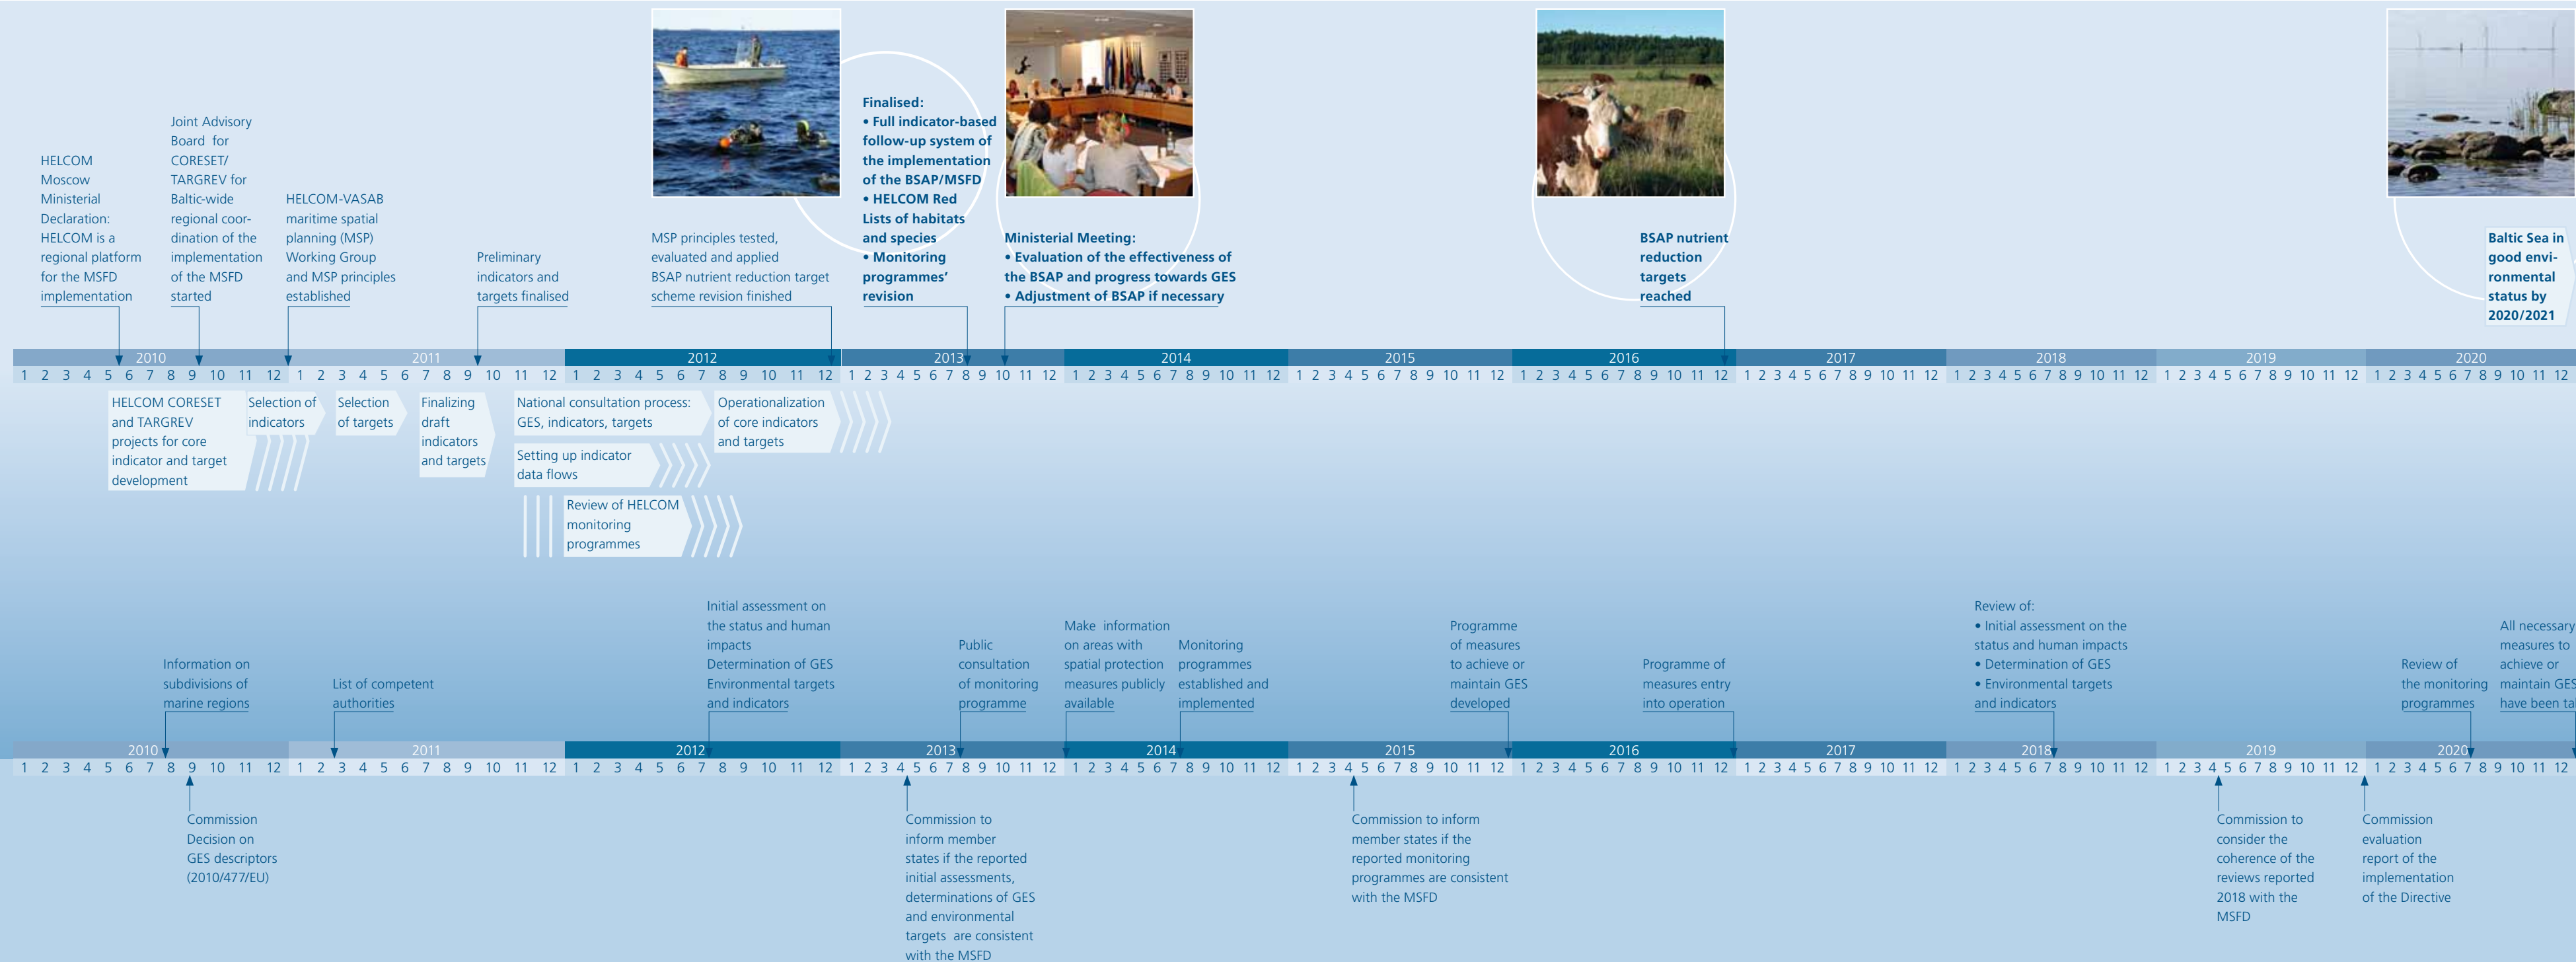 HELCOM
Moscow
Ministerial
Declaration:
HELCOM is a
regional platform
for the MSFD
implementation
Joint Advisory
Board for
CORESET/
TARGREV for
Baltic-wide
regional coor-
dination of the
implementation
of the MSFD
started
HELCOM-VASAB
maritime spatial
planning (MSP)
Working Group
and MSP principles
established
Preliminary
indicators and
targets finalised
MSP principles tested,
evaluated and applied
BSAP nutrient reduction target
scheme revision finished
Finalised:
• Full indicator-based
follow-up system of
the implementation
of the BSAP/MSFD
• HELCOM Red
Lists of habitats
and species
• Monitoring
programmes’
revision
Ministerial Meeting:
• Evaluation of the effectiveness of
the BSAP and progress towards GES
• Adjustment of BSAP if necessary
BSAP nutrient
reduction
targets
reached
Baltic Sea in
good envi-
ronmental
status by
2020/2021
2010 2011 2012 2013 2014 2015 2016 2017 2018 2019 2020
1 2 3 4 5 6 7 8 9 10 11 12 1 2 3 4 5 6 7 8 9 10 11 12 1 2 3 4 5 6 7 8 9 10 11 12 1 2 3 4 5 6 7 8 9 10 11 12 1 2 3 4 5 6 7 8 9 10 11 12 1 2 3 4 5 6 7 8 9 10 11 12 1 2 3 4 5 6 7 8 9 10 11 12 1 2 3 4 5 6 7 8 9 10 11 12 1 2 3 4 5 6 7 8 9 10 11 12 1 2 3 4 5 6 7 8 9 10 11 12 1 2 3 4 5 6 7 8 9 10 11 12
HELCOM CORESET
and TARGREV
projects for core
indicator and target
development
Selection of
indicators
Selection
of targets
Finalizing
draft
indicators
and targets
National consultation process:
GES, indicators, targets
Setting up indicator
data flows
Review of HELCOM
monitoring
programmes
Operationalization
of core indicators
and targets
Information on
subdivisions of
marine regions
List of competent
authorities
Initial assessment on
the status and human
impacts
Determination of GES
Environmental targets
and indicators
Public
consultation
of monitoring
programme
Make information
on areas with
spatial protection
measures publicly
available
Monitoring
programmes
established and
implemented
Programme
of measures
to achieve or
maintain GES
developed
Programme of
measures entry
into operation
Review of:
• Initial assessment on the
status and human impacts
• Determination of GES
• Environmental targets
and indicators
Review of
the monitoring
programmes
All necessary
measures to
achieve or
maintain GES
have been ta
2010 2011 2012 2013 2014 2015 2016 2017 2018 2019 2020
1 2 3 4 5 6 7 8 9 10 11 12 1 2 3 4 5 6 7 8 9 10 11 12 1 2 3 4 5 6 7 8 9 10 11 12 1 2 3 4 5 6 7 8 9 10 11 12 1 2 3 4 5 6 7 8 9 10 11 12 1 2 3 4 5 6 7 8 9 10 11 12 1 2 3 4 5 6 7 8 9 10 11 12 1 2 3 4 5 6 7 8 9 10 11 12 1 2 3 4 5 6 7 8 9 10 11 12 1 2 3 4 5 6 7 8 9 10 11 12 1 2 3 4 5 6 7 8 9 10 11 12
Commission
Decision on
GES descriptors
(2010/477/EU)
Commission to
inform member
states if the reported
initial assessments,
determinations of GES
and environmental
targets are consistent
with the MSFD
Commission to inform
member states if the
reported monitoring
programmes are consistent
with the MSFD
Commission to
consider the
coherence of the
reviews reported
2018 with the
MSFD
Commission
evaluation
report of the
implementation
of the Directive